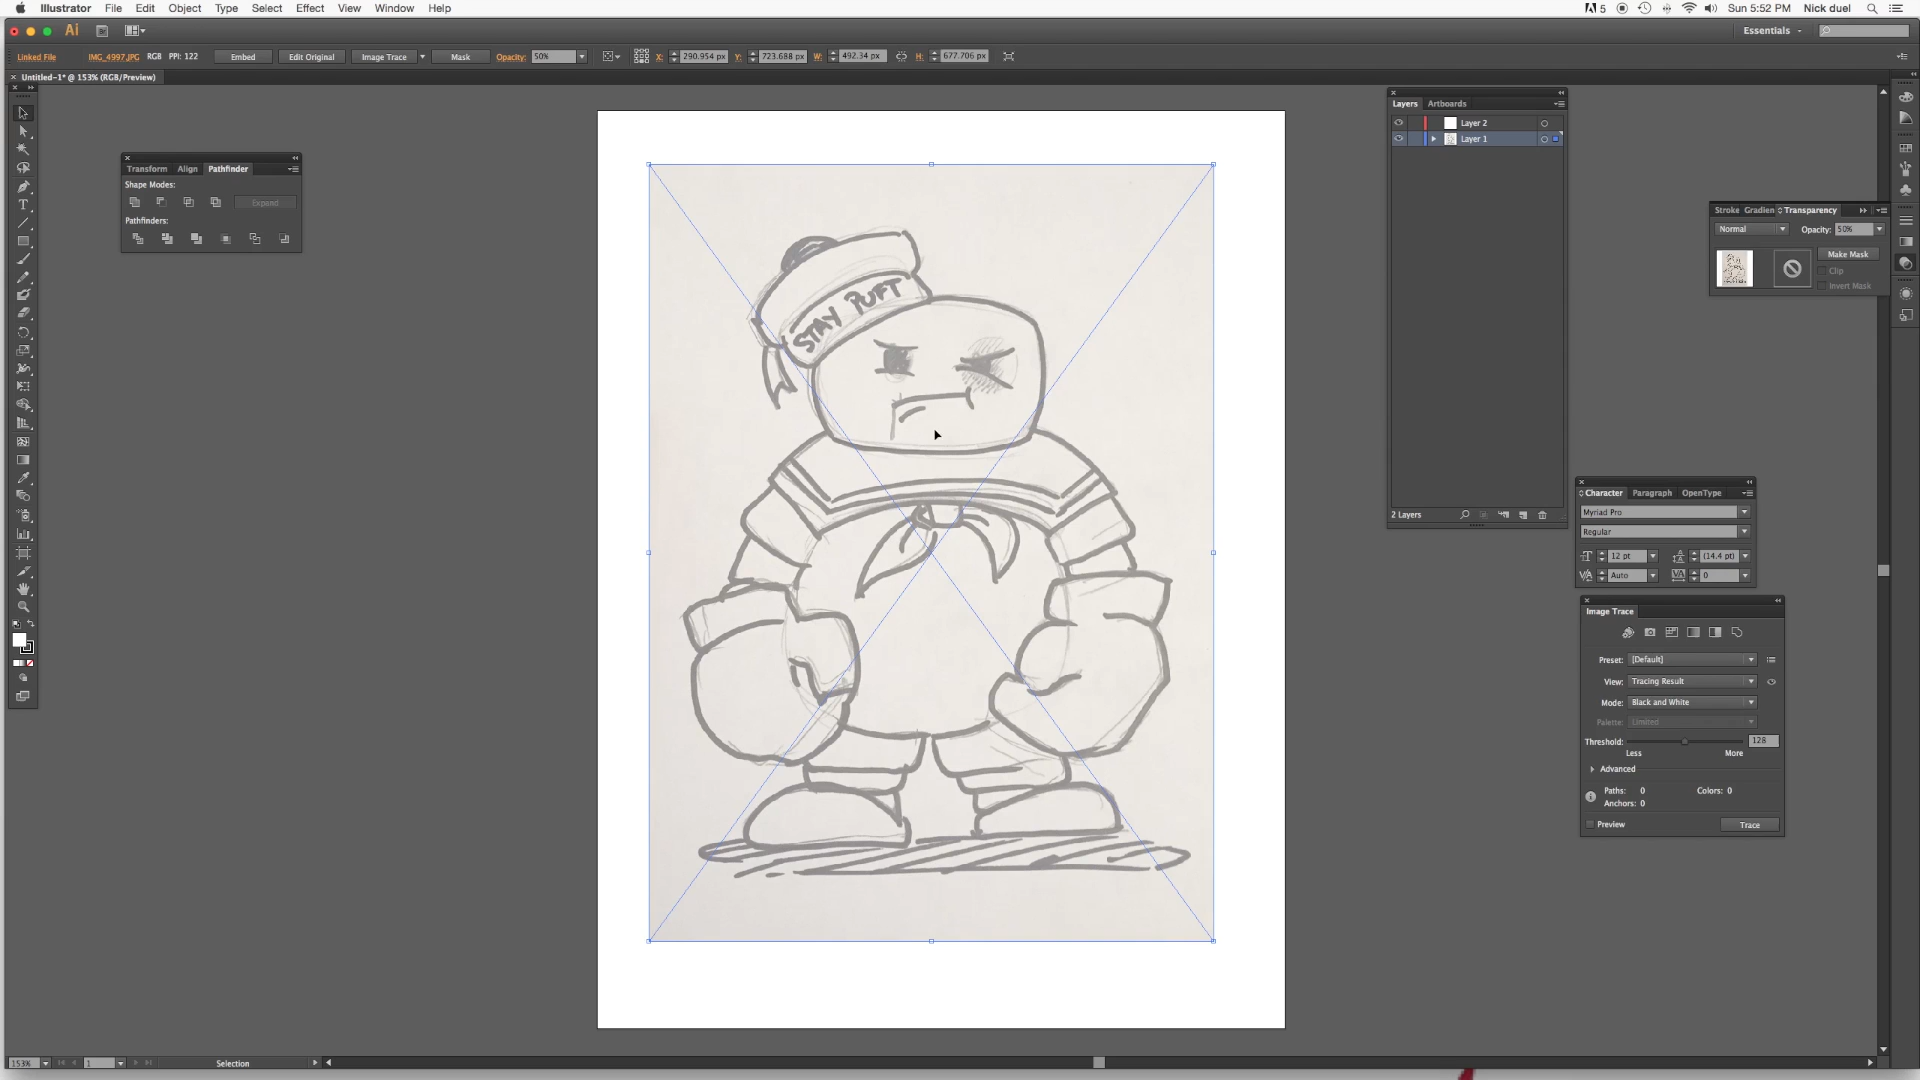 Illustrator File Edit Object Type Select Effect View Window Help 5 Sun 5:52 PM Nick duel
Ai Essentials
Linked File IMG_4997.JPG RGB PPI: 122 Embed Edit Original Image Trace Mask Opacity: 50% X: 290.954 px Y: 723.688 px W: 492.34 px H: 677.706 px
Untitled-1* @ 153% (RGB/Preview)
Layers Artboards
Layer 2
Layer 1
2 Layers
Transform Align Pathfinder
Shape Modes:
Expand
Pathfinders:
STAY PUFT
Stroke Gradien Transparency
Normal Opacity: 50%
Make Mask
Clip
Invert Mask
Character Paragraph OpenType
Myriad Pro
Regular
12 pt (14.4 pt)
Auto 0
Image Trace
Preset: [Default]
View: Tracing Result
Mode: Black and White
Palette: Limited
Threshold: 128
Less More
Advanced
Paths: 0 Colors: 0
Anchors: 0
Preview Trace
153% 1 Selection